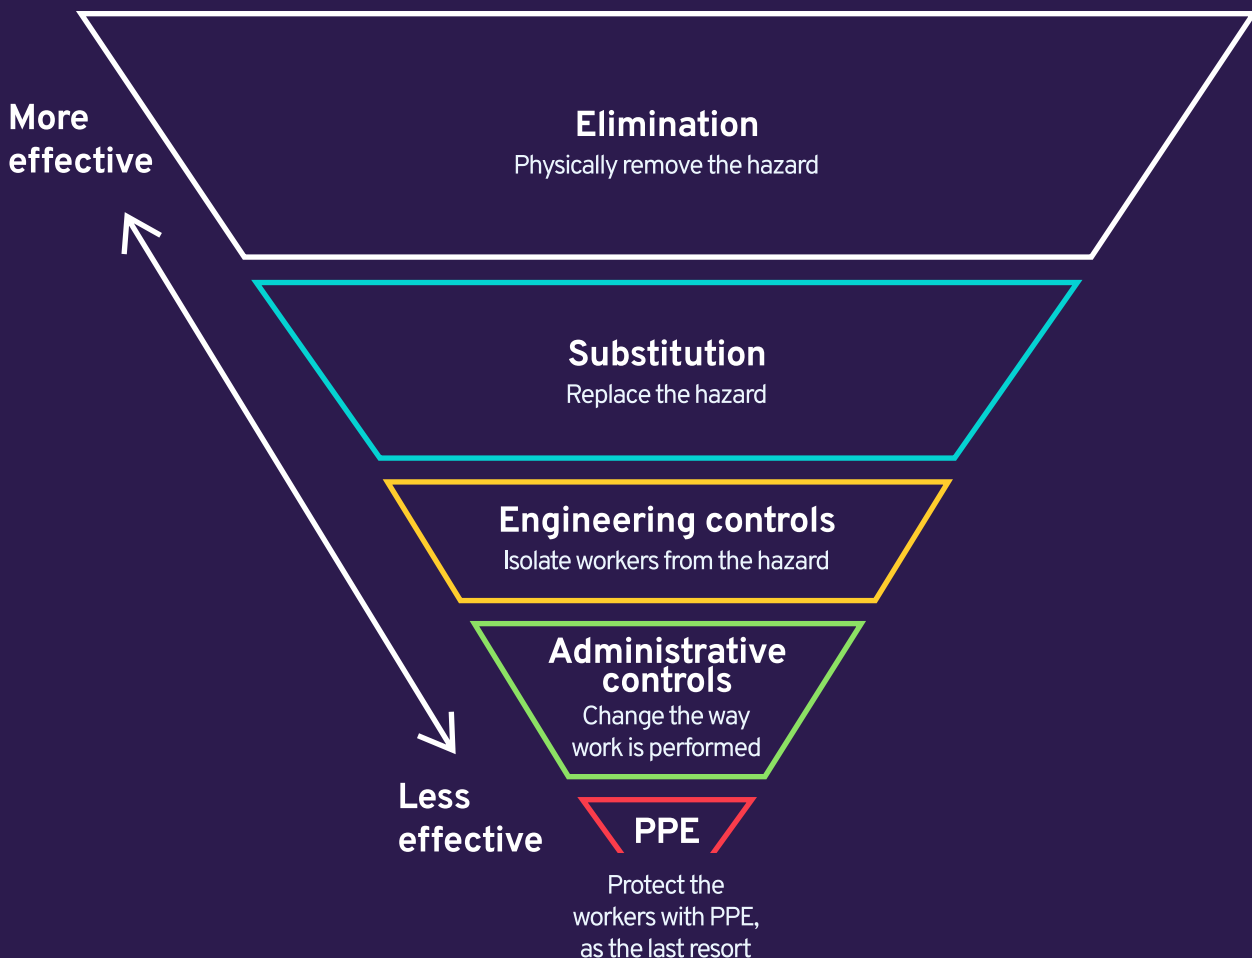 More
effective
Elimination
Physically remove the hazard
Substitution
Replace the hazard
Engineering controls
Isolate workers from the hazard
Administrative
controls
Change the way
work is performed
Less
effective
PPE
Protect the
workers with PPE,
as the last resort